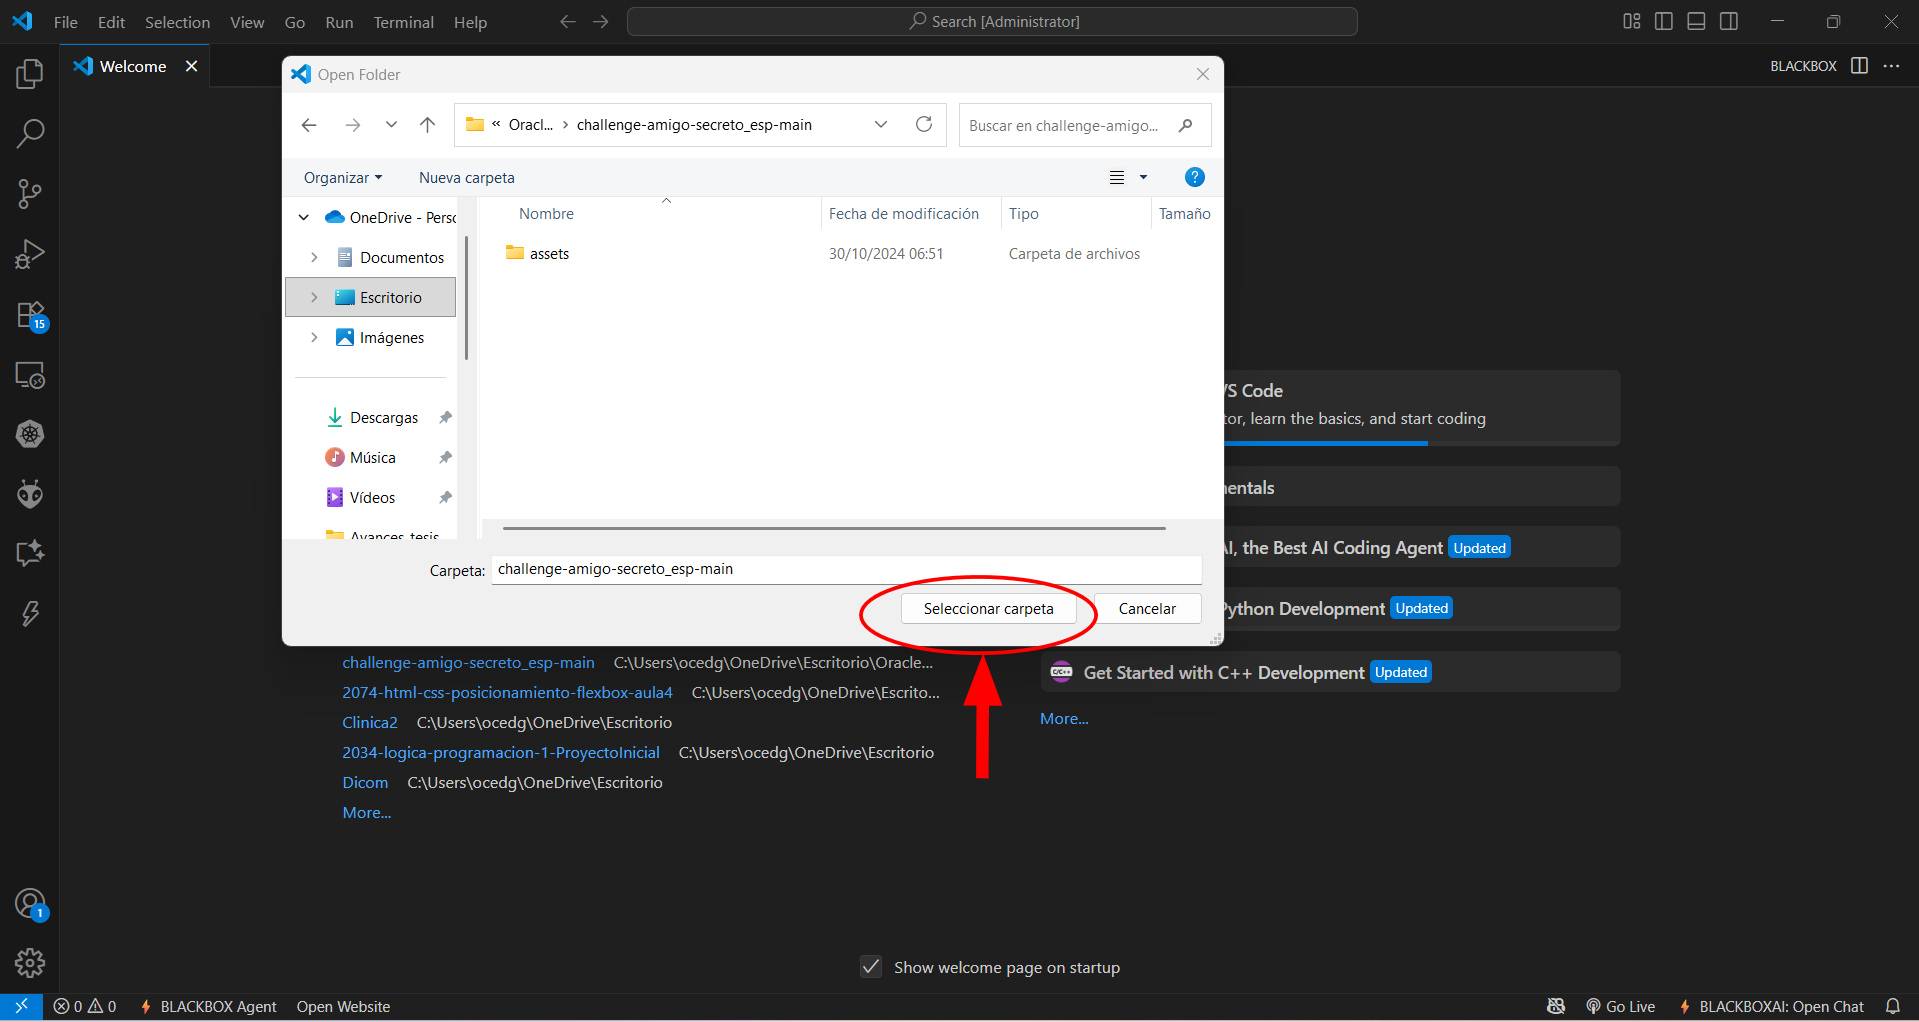 File Edit Selection View Go Run Terminal Help
Search [Administrator]
Welcome
BLACKBOX
Open Folder
« Oracl... › challenge-amigo-secreto_esp-main
Buscar en challenge-amigo...
Organizar
Nueva carpeta
OneDrive - Perso
Documentos
Escritorio
Imágenes
Descargas
Música
Vídeos
Avances tesis
Nombre
Fecha de modificación
Tipo
Tamaño
assets
30/10/2024 06:51
Carpeta de archivos
Carpeta: challenge-amigo-secreto_esp-main
Seleccionar carpeta
Cancelar
15
VS Code
tor, learn the basics, and start coding
mentals
AI, the Best AI Coding Agent Updated
Python Development Updated
Get Started with C++ Development Updated
More...
challenge-amigo-secreto_esp-main C:\Users\ocedg\OneDrive\Escritorio\Oracle...
2074-html-css-posicionamiento-flexbox-aula4 C:\Users\ocedg\OneDrive\Escrito...
Clinica2 C:\Users\ocedg\OneDrive\Escritorio
2034-logica-programacion-1-ProyectoInicial C:\Users\ocedg\OneDrive\Escritorio
Dicom C:\Users\ocedg\OneDrive\Escritorio
More...
1
Show welcome page on startup
0 0 BLACKBOX Agent Open Website
Go Live BLACKBOXAI: Open Chat